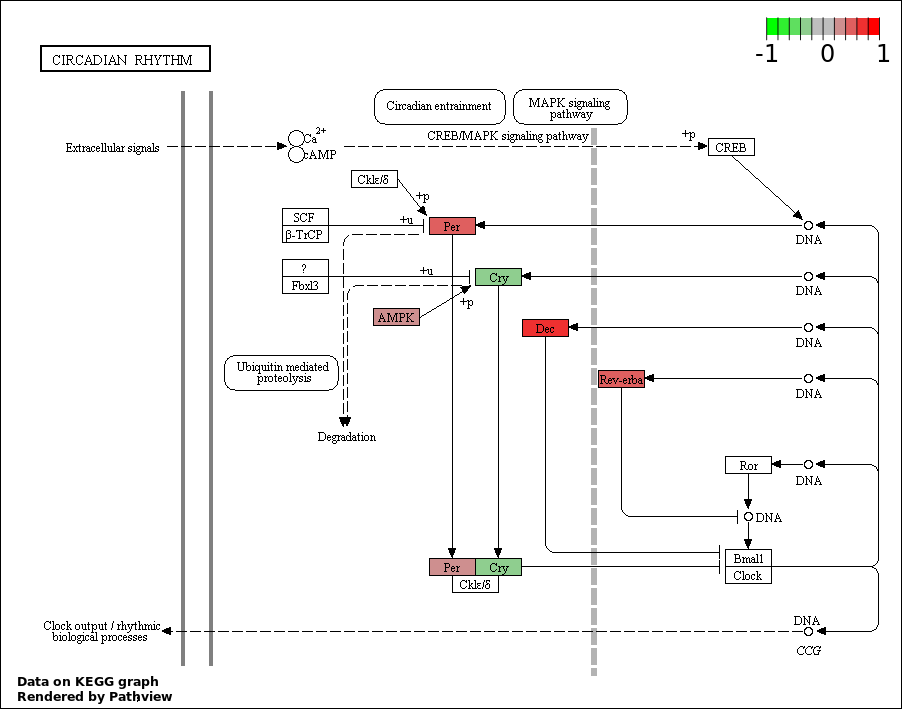 -1 0 1
CIRCADIAN RHYTHM
Circadian entrainment
MAPK signaling
pathway
CREB/MAPK signaling pathway
+p
Extracellular signals
Ca2+
cAMP
CREB
CkIε/δ
+p
SCF
β-TrCP
+u
Per
DNA
?
Fbxl3
+u
Cry
DNA
+p
AMPK
Dec
DNA
Ubiquitin mediated
proteolysis
Rev-erba
DNA
Degradation
Ror
DNA
DNA
Bmal1
Clock
Per
Cry
CkIε/δ
Clock output / rhythmic
biological processes
DNA
CCG
Data on KEGG graph
Rendered by Pathview